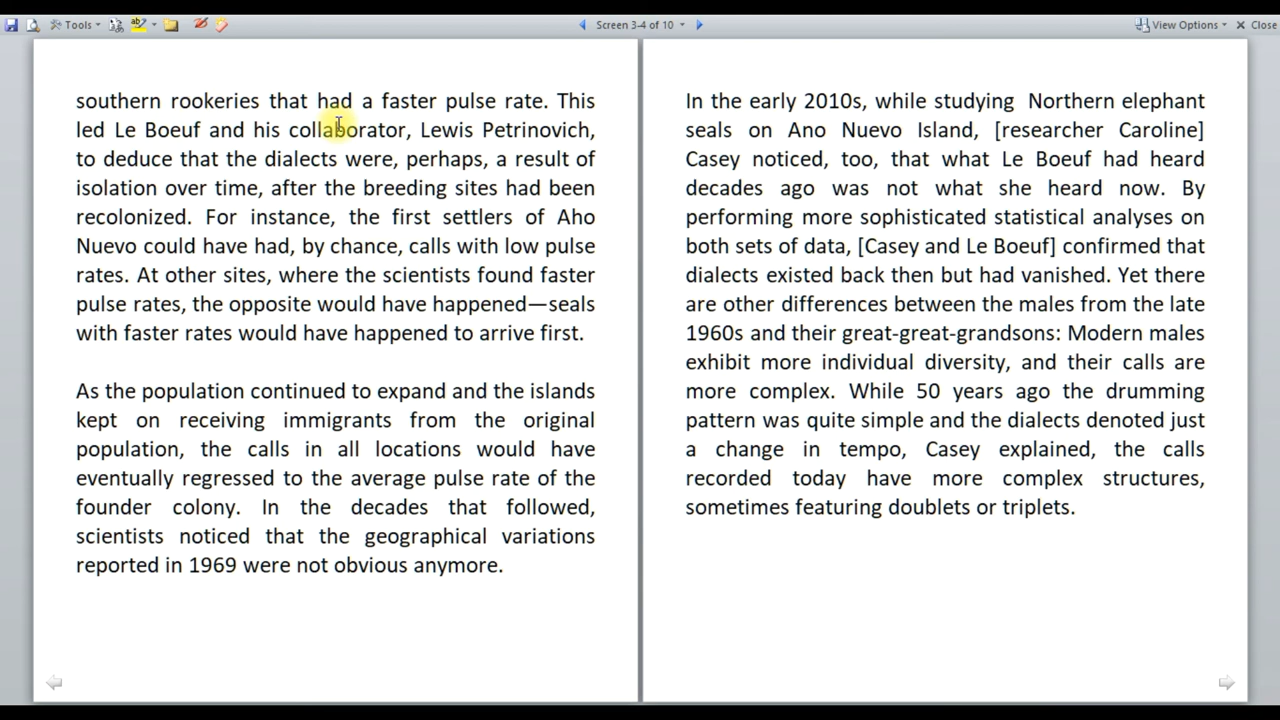 Tools
Screen 3-4 of 10
View Options
Close
southern rookeries that had a faster pulse rate. This
led Le Boeuf and his collaborator, Lewis Petrinovich,
to deduce that the dialects were, perhaps, a result of
isolation over time, after the breeding sites had been
recolonized. For instance, the first settlers of Aho
Nuevo could have had, by chance, calls with low pulse
rates. At other sites, where the scientists found faster
pulse rates, the opposite would have happened—seals
with faster rates would have happened to arrive first.
As the population continued to expand and the islands
kept on receiving immigrants from the original
population, the calls in all locations would have
eventually regressed to the average pulse rate of the
founder colony. In the decades that followed,
scientists noticed that the geographical variations
reported in 1969 were not obvious anymore.
In the early 2010s, while studying Northern elephant
seals on Ano Nuevo Island, [researcher Caroline]
Casey noticed, too, that what Le Boeuf had heard
decades ago was not what she heard now. By
performing more sophisticated statistical analyses on
both sets of data, [Casey and Le Boeuf] confirmed that
dialects existed back then but had vanished. Yet there
are other differences between the males from the late
1960s and their great-great-grandsons: Modern males
exhibit more individual diversity, and their calls are
more complex. While 50 years ago the drumming
pattern was quite simple and the dialects denoted just
a change in tempo, Casey explained, the calls
recorded today have more complex structures,
sometimes featuring doublets or triplets.